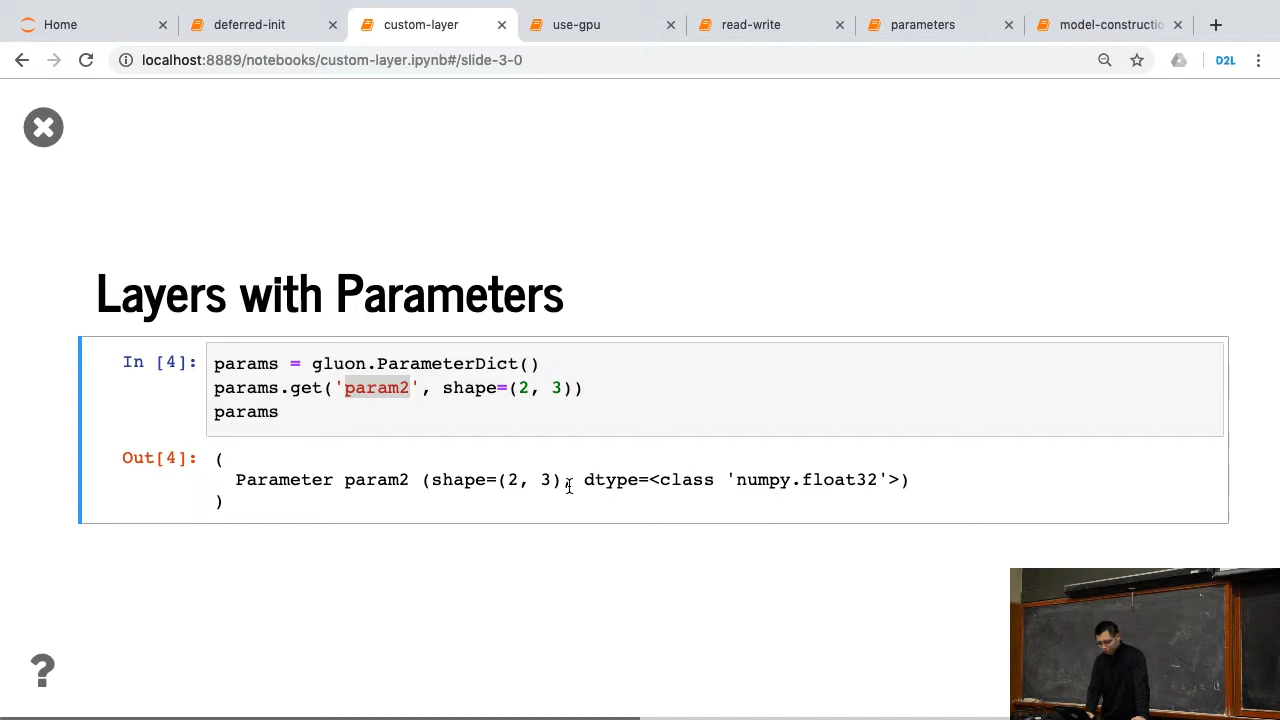 Home
deferred-init
custom-layer
use-gpu
read-write
parameters
model-constructio
localhost:8889/notebooks/custom-layer.ipynb#/slide-3-0
D2L
Layers with Parameters
In [4]:
params = gluon.ParameterDict()
params.get('param2', shape=(2, 3))
params
Out[4]:
(
Parameter param2 (shape=(2, 3), dtype=<class 'numpy.float32'>)
)
?